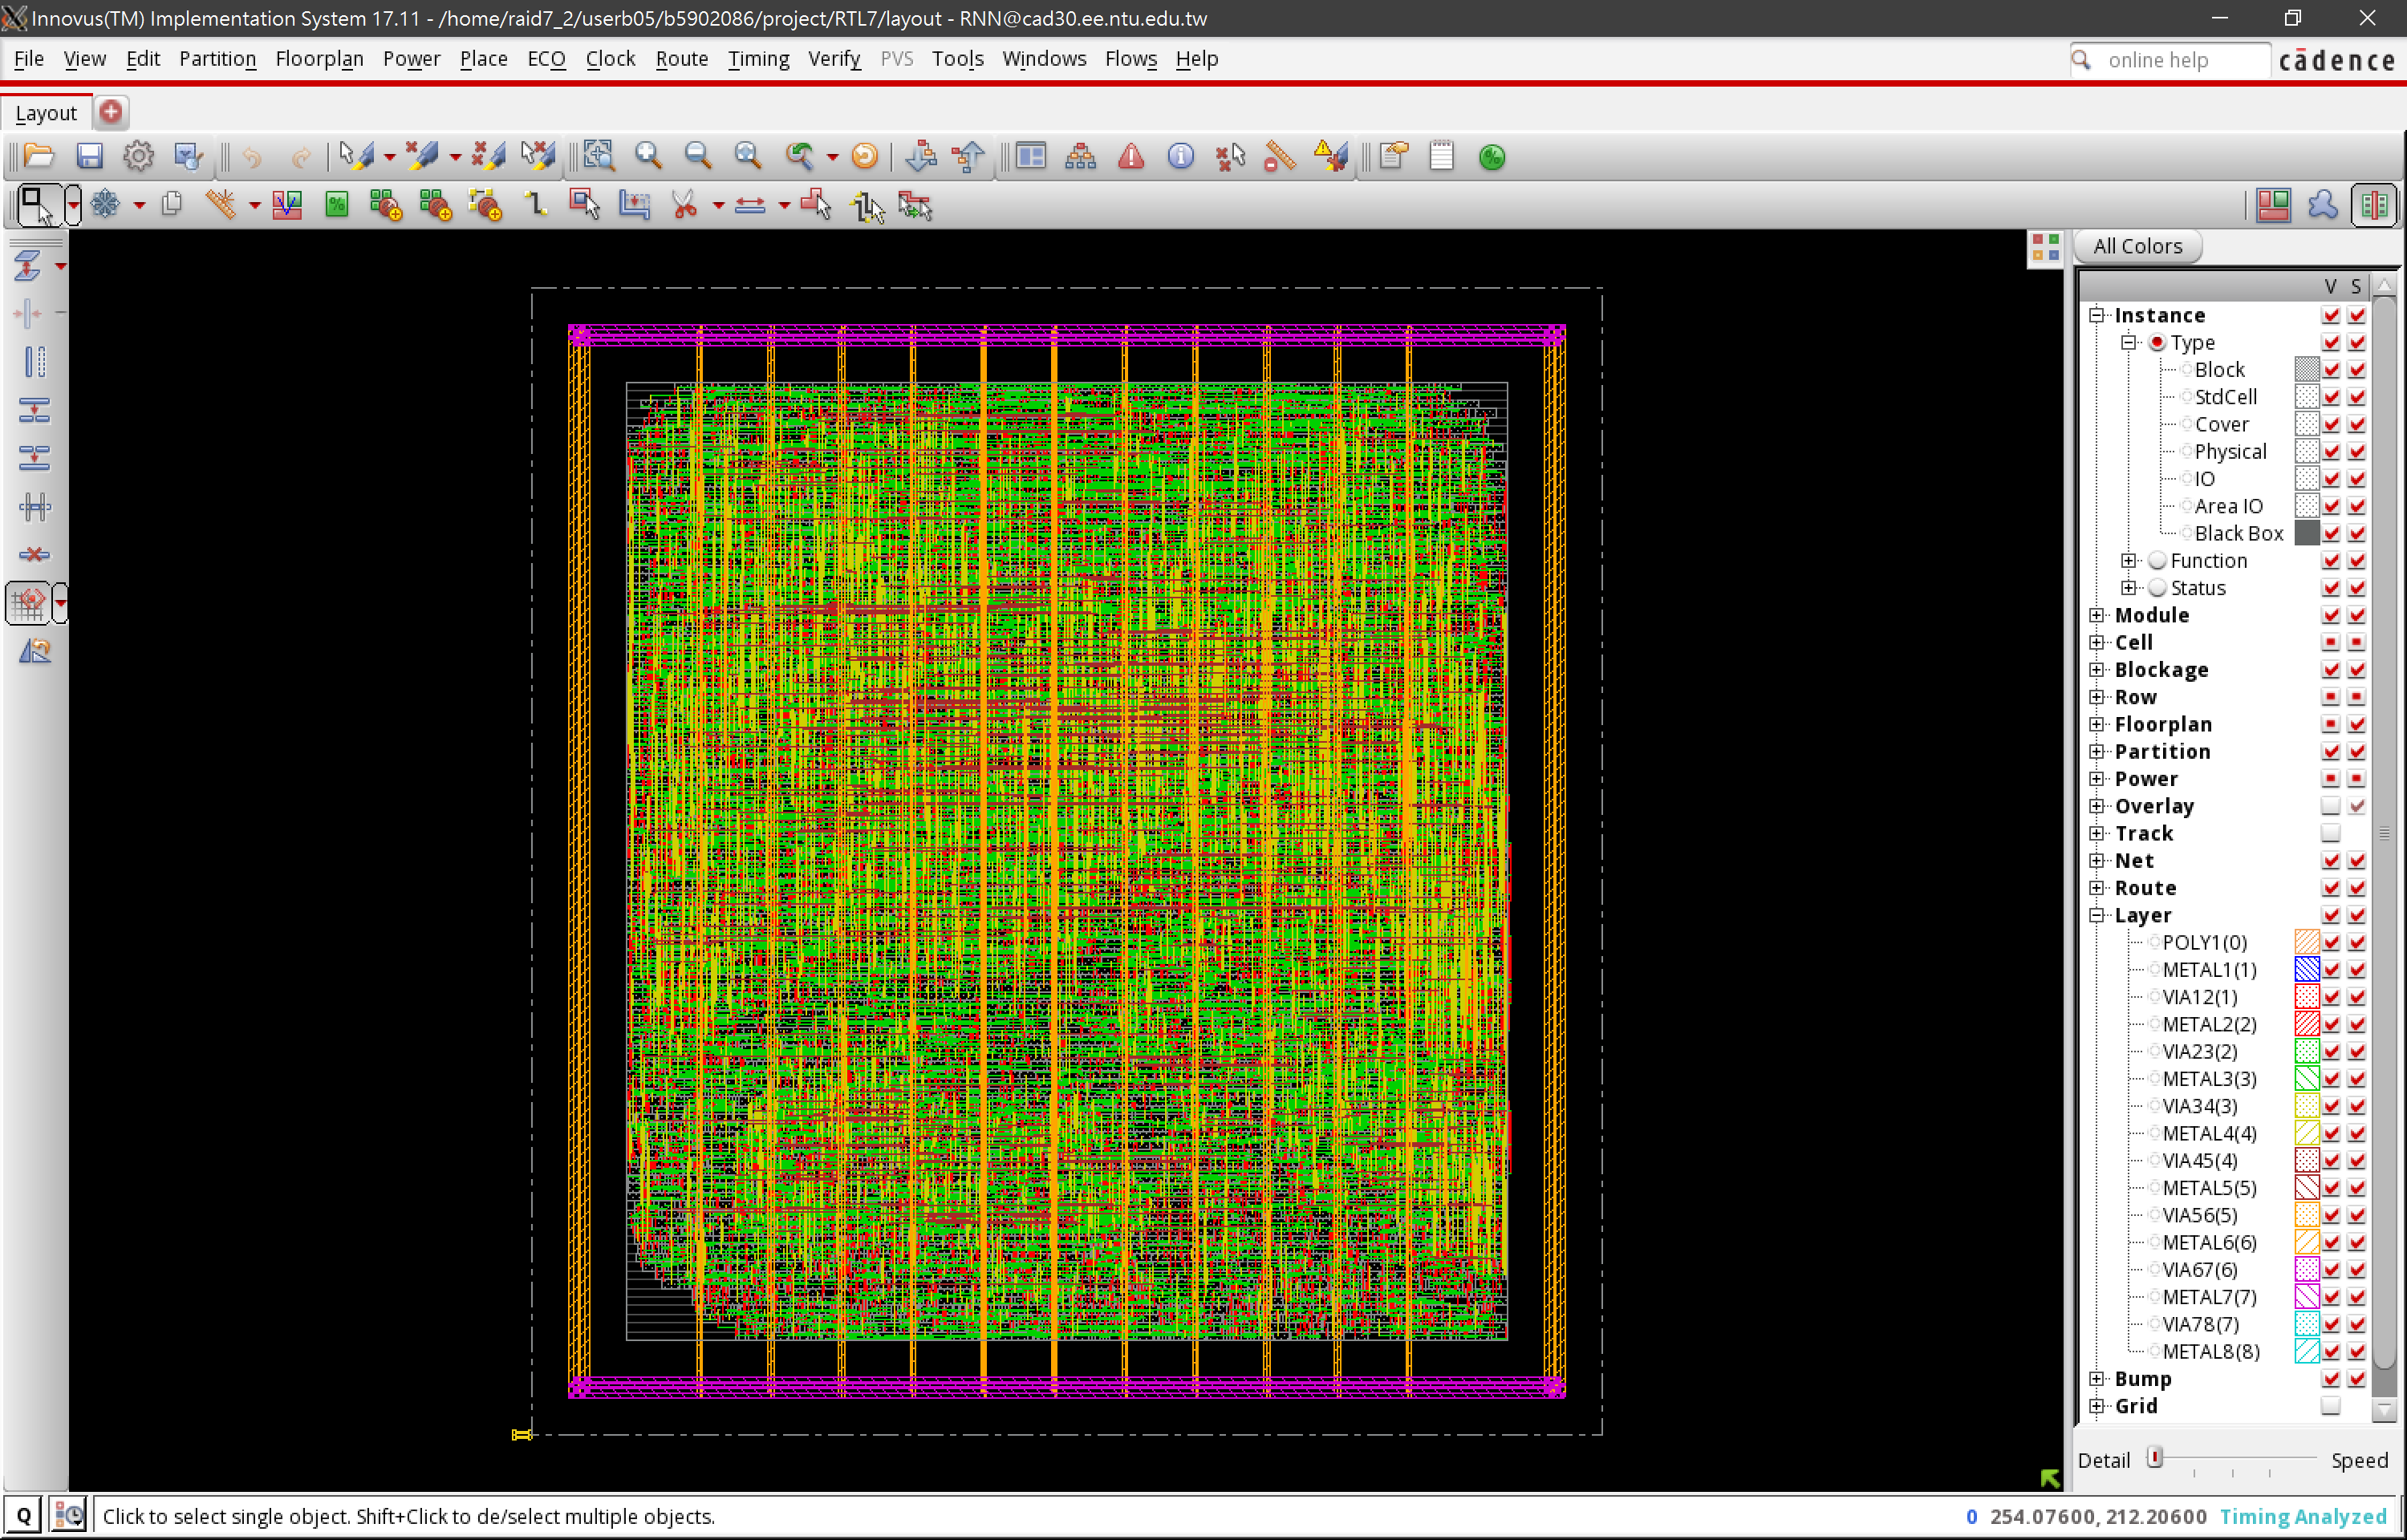 Innovus(TM) Implementation System 17.11 - /home/raid7_2/userb05/b5902086/project/RTL7/layout - RNN@cad30.ee.ntu.edu.tw
File View Edit Partition Floorplan Power Place ECO Clock Route Timing Verify PVS Tools Windows Flows Help
online help
cādence
Layout
All Colors
V S
Instance
Type
Block
StdCell
Cover
Physical
IO
Area IO
Black Box
Function
Status
Module
Cell
Blockage
Row
Floorplan
Partition
Power
Overlay
Track
Net
Route
Layer
POLY1(0)
METAL1(1)
VIA12(1)
METAL2(2)
VIA23(2)
METAL3(3)
VIA34(3)
METAL4(4)
VIA45(4)
METAL5(5)
VIA56(5)
METAL6(6)
VIA67(6)
METAL7(7)
VIA78(7)
METAL8(8)
Bump
Grid
Detail Speed
Q Click to select single object. Shift+Click to de/select multiple objects. 0 254.07600, 212.20600 Timing Analyzed